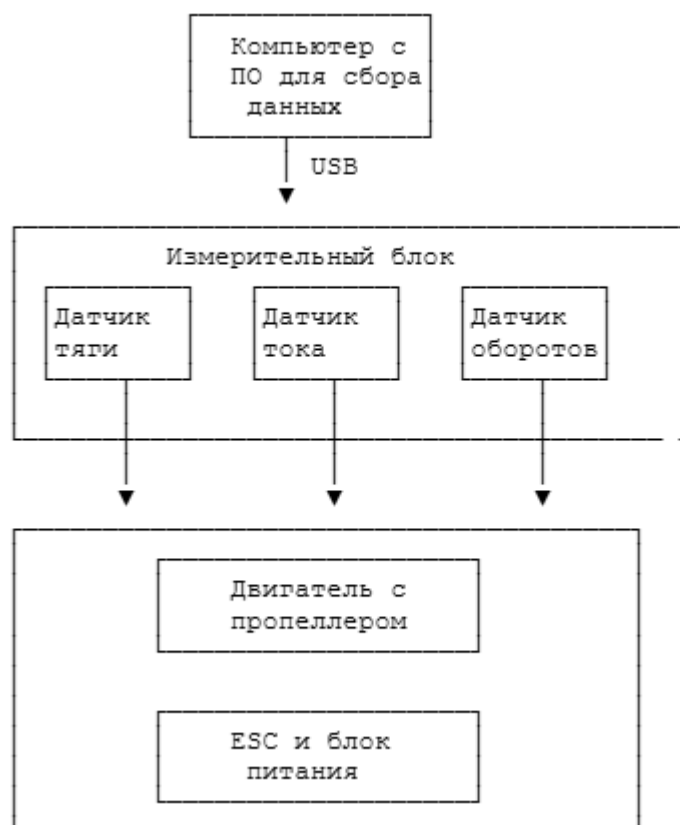 Компьютер с
ПО для сбора
данных
USB
Измерительный блок
Датчик
тяги
Датчик
тока
Датчик
оборотов
Двигатель с
пропеллером
ESC и блок
питания